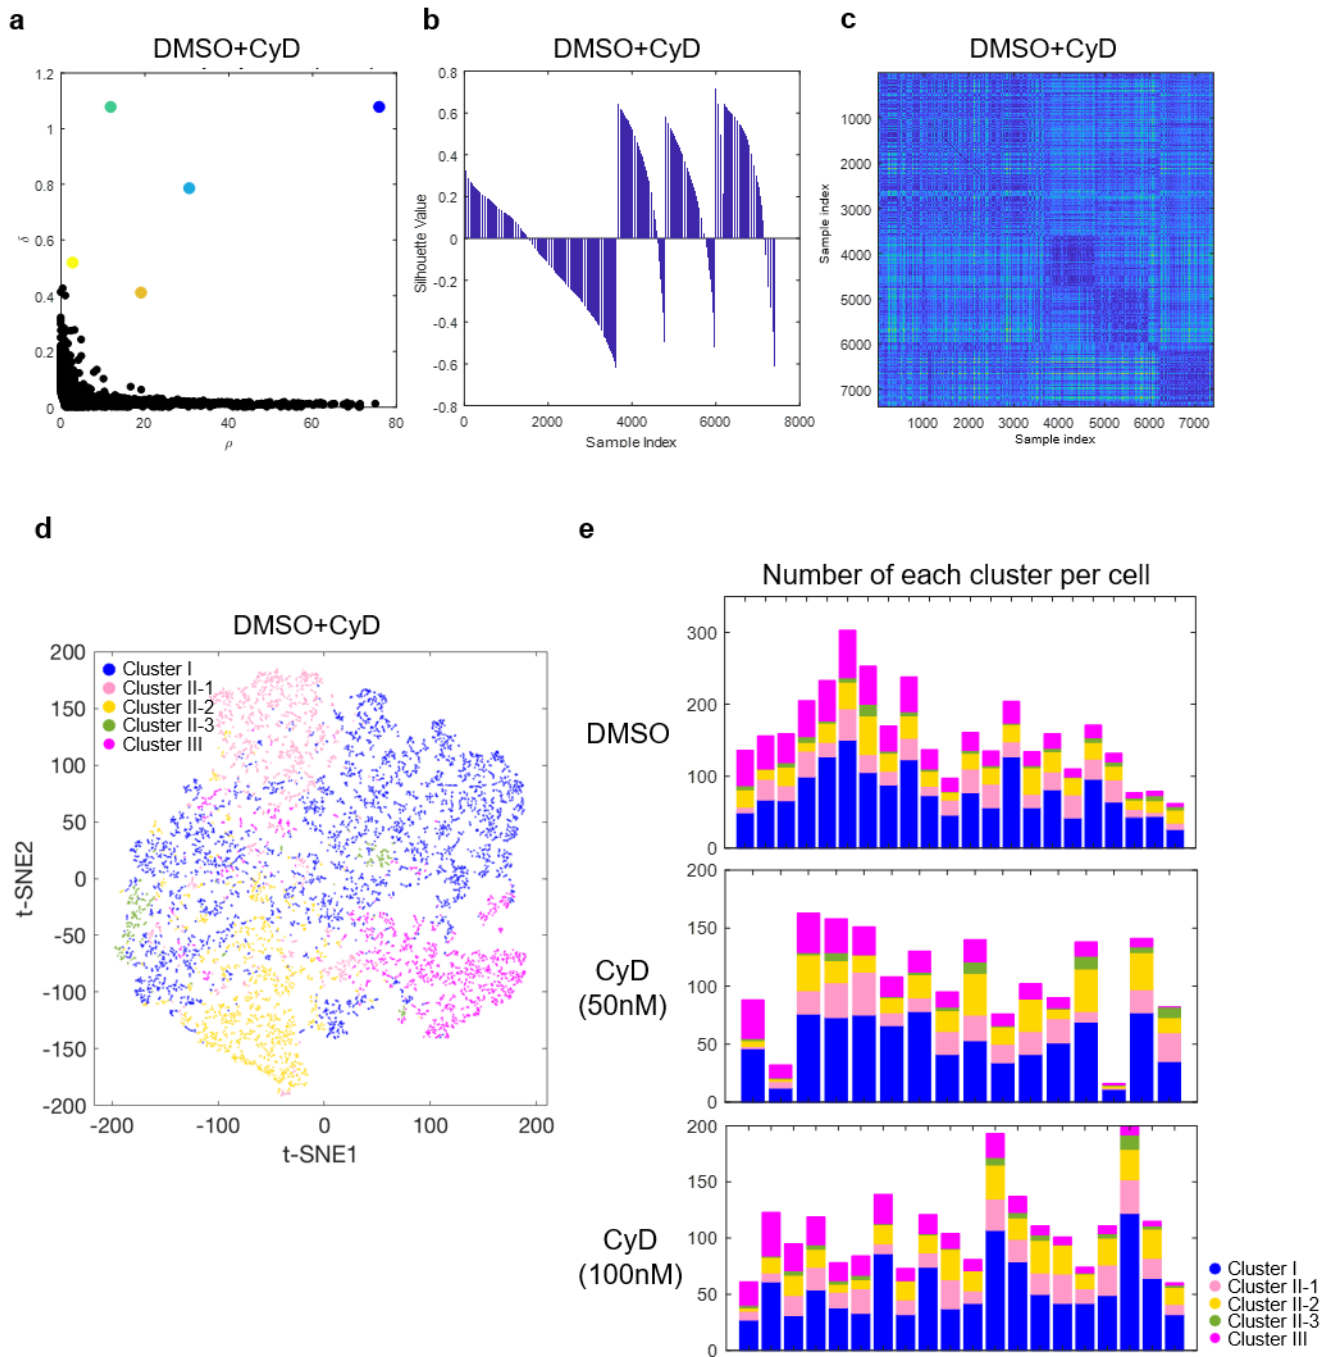 a
DMSO+CyD
1.2
1
0.8
0.6
0.4
0.2
0
δ
0 20 40 60 80
ρ
b
DMSO+CyD
0.8
0.6
0.4
0.2
0
-0.2
-0.4
-0.6
-0.8
Silhouette Value
0 2000 4000 6000 8000
Sample Index
c
DMSO+CyD
1000
2000
3000
4000
5000
6000
7000
Sample index
1000 2000 3000 4000 5000 6000 7000
Sample index
d
DMSO+CyD
200
150
100
50
0
-50
-100
-150
-200
t-SNE2
Cluster I
Cluster II-1
Cluster II-2
Cluster II-3
Cluster III
-200 -100 0 100 200
t-SNE1
e
Number of each cluster per cell
DMSO
300
200
100
0
CyD
(50nM)
200
150
100
50
0
CyD
(100nM)
200
150
100
50
0
Cluster I
Cluster II-1
Cluster II-2
Cluster II-3
Cluster III